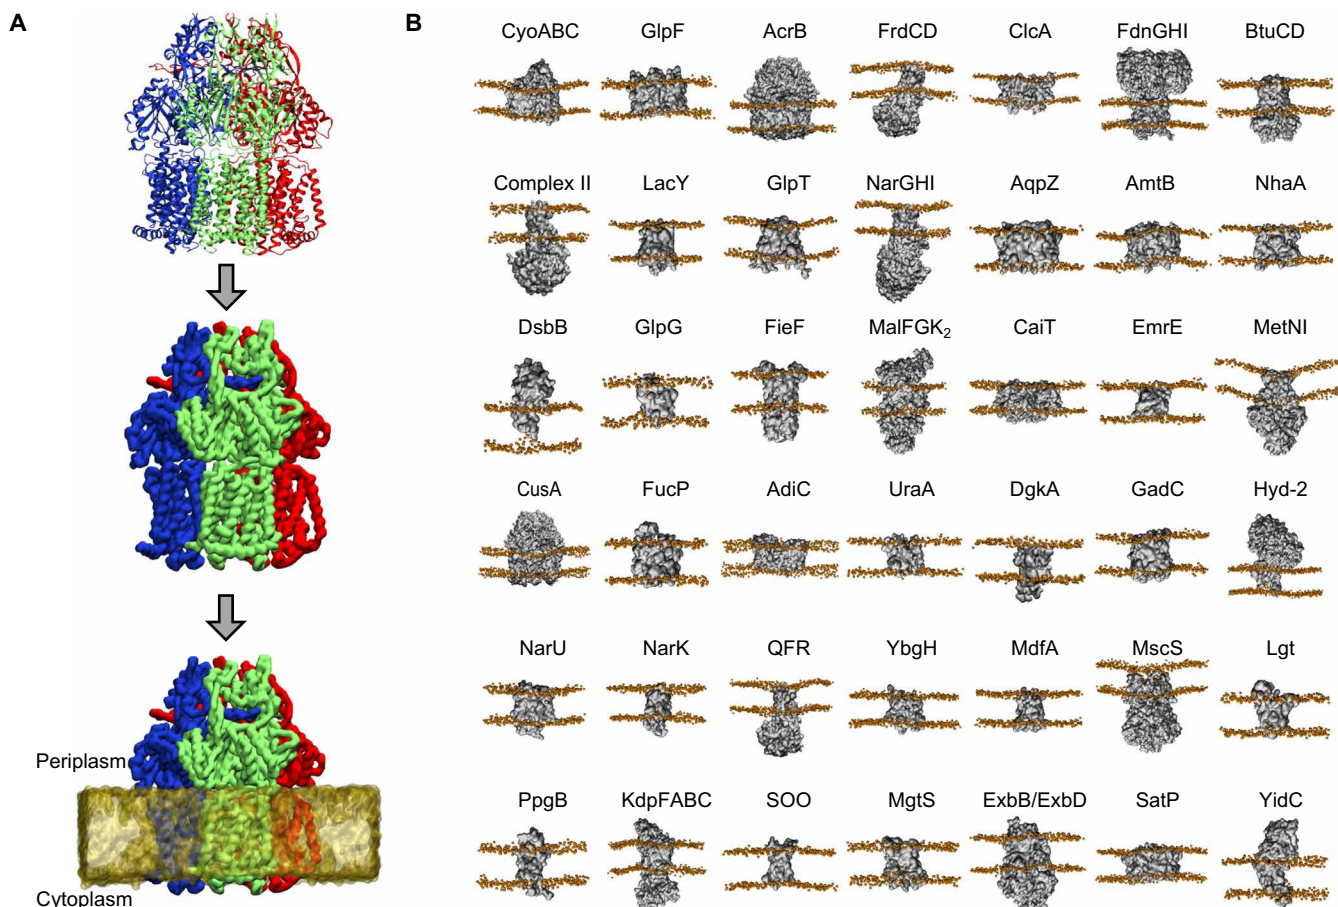 A
B
CyoABC GlpF AcrB FrdCD ClcA FdnGHI BtuCD
Complex II LacY GlpT NarGHI AqpZ AmtB NhaA
DsbB GlpG FieF MalFGK₂ CaiT EmrE MetNI
CusA FucP AdiC UraA DgkA GadC Hyd-2
NarU NarK QFR YbgH MdfA MscS Lgt
Periplasm
PpgB KdpFABC SOO MgtS ExbB/ExbD SatP YidC
Cytoplasm